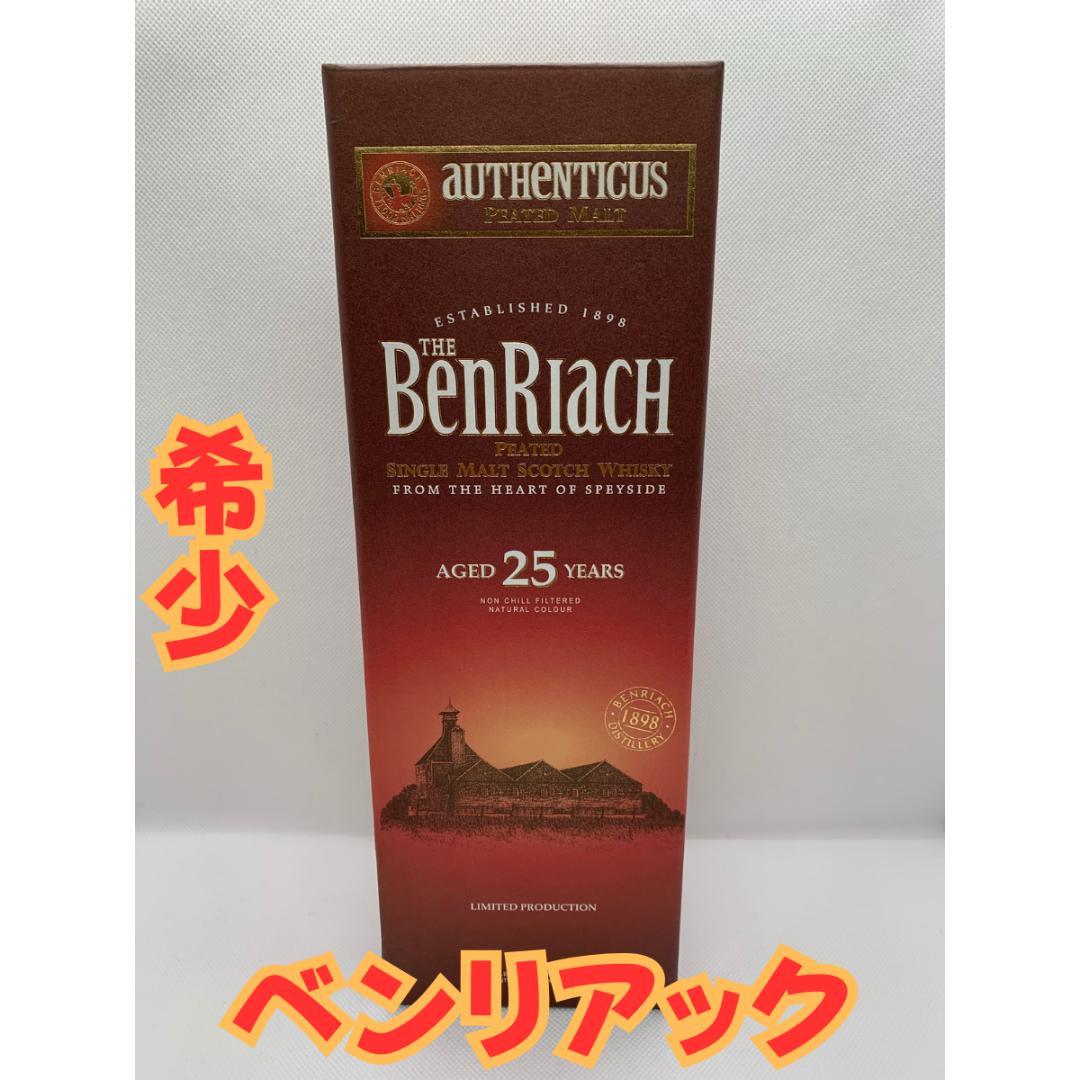 AUTHENTICUS
PEATED MALT
ESTABLISHED 1898
THE
BENRIACH
PEATED
SINGLE MALT SCOTCH WHISKY
FROM THE HEART OF SPEYSIDE
AGED 25 YEARS
NON CHILL FILTERED
NATURAL COLOUR
BENRIACH
1898
DISTILLERY
LIMITED PRODUCTION
希少
ベンリアック